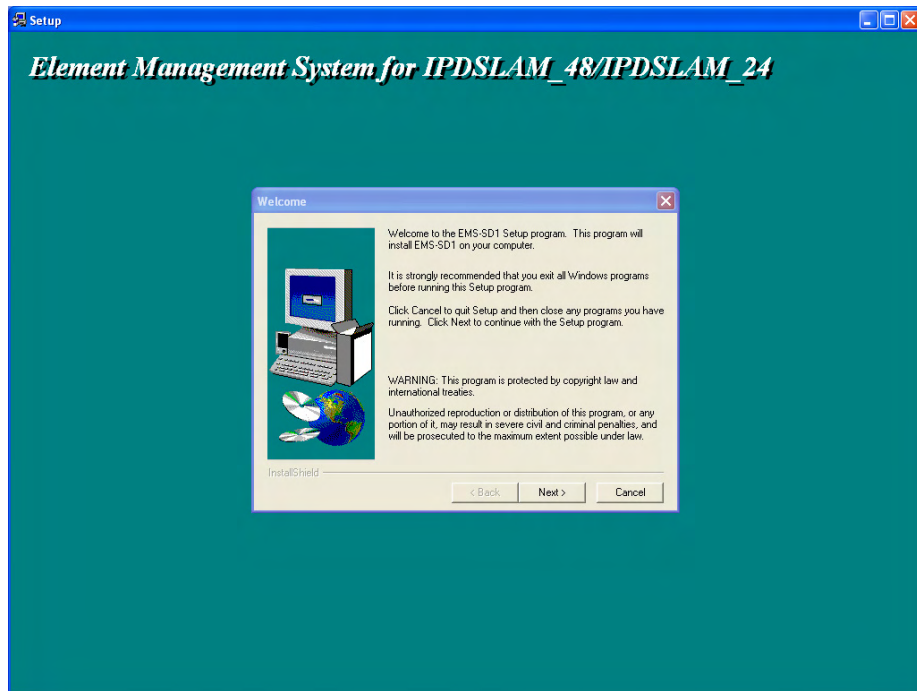 Setup
Element Management System for IPDSLAM_48/IPDSLAM_24
Welcome
Welcome to the EMS-SD1 Setup program. This program will
install EMS-SD1 on your computer.
It is strongly recommended that you exit all Windows programs
before running this Setup program.
Click Cancel to quit Setup and then close any programs you have
running. Click Next to continue with the Setup program.
WARNING: This program is protected by copyright law and
international treaties.
Unauthorized reproduction or distribution of this program, or any
portion of it, may result in severe civil and criminal penalties, and
will be prosecuted to the maximum extent possible under law.
InstallShield
< Back Next > Cancel